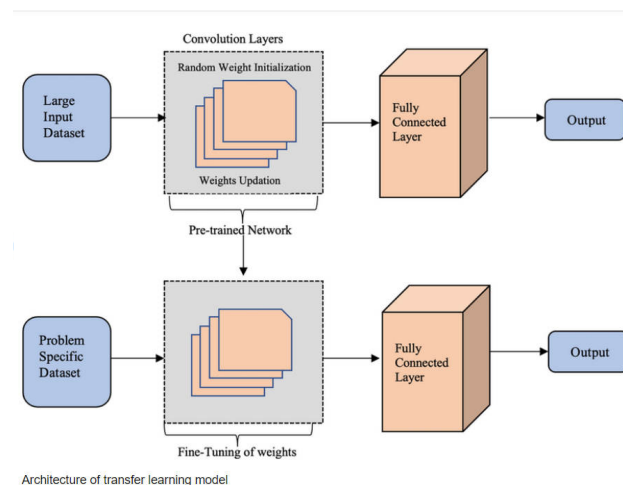 Convolution Layers
Random Weight Initialization
Large
Input
Dataset
Fully
Connected
Layer
Output
Weights Updation
Pre-trained Network
Problem
Specific
Dataset
Fully
Connected
Layer
Output
Fine-Tuning of weights
Architecture of transfer learning model